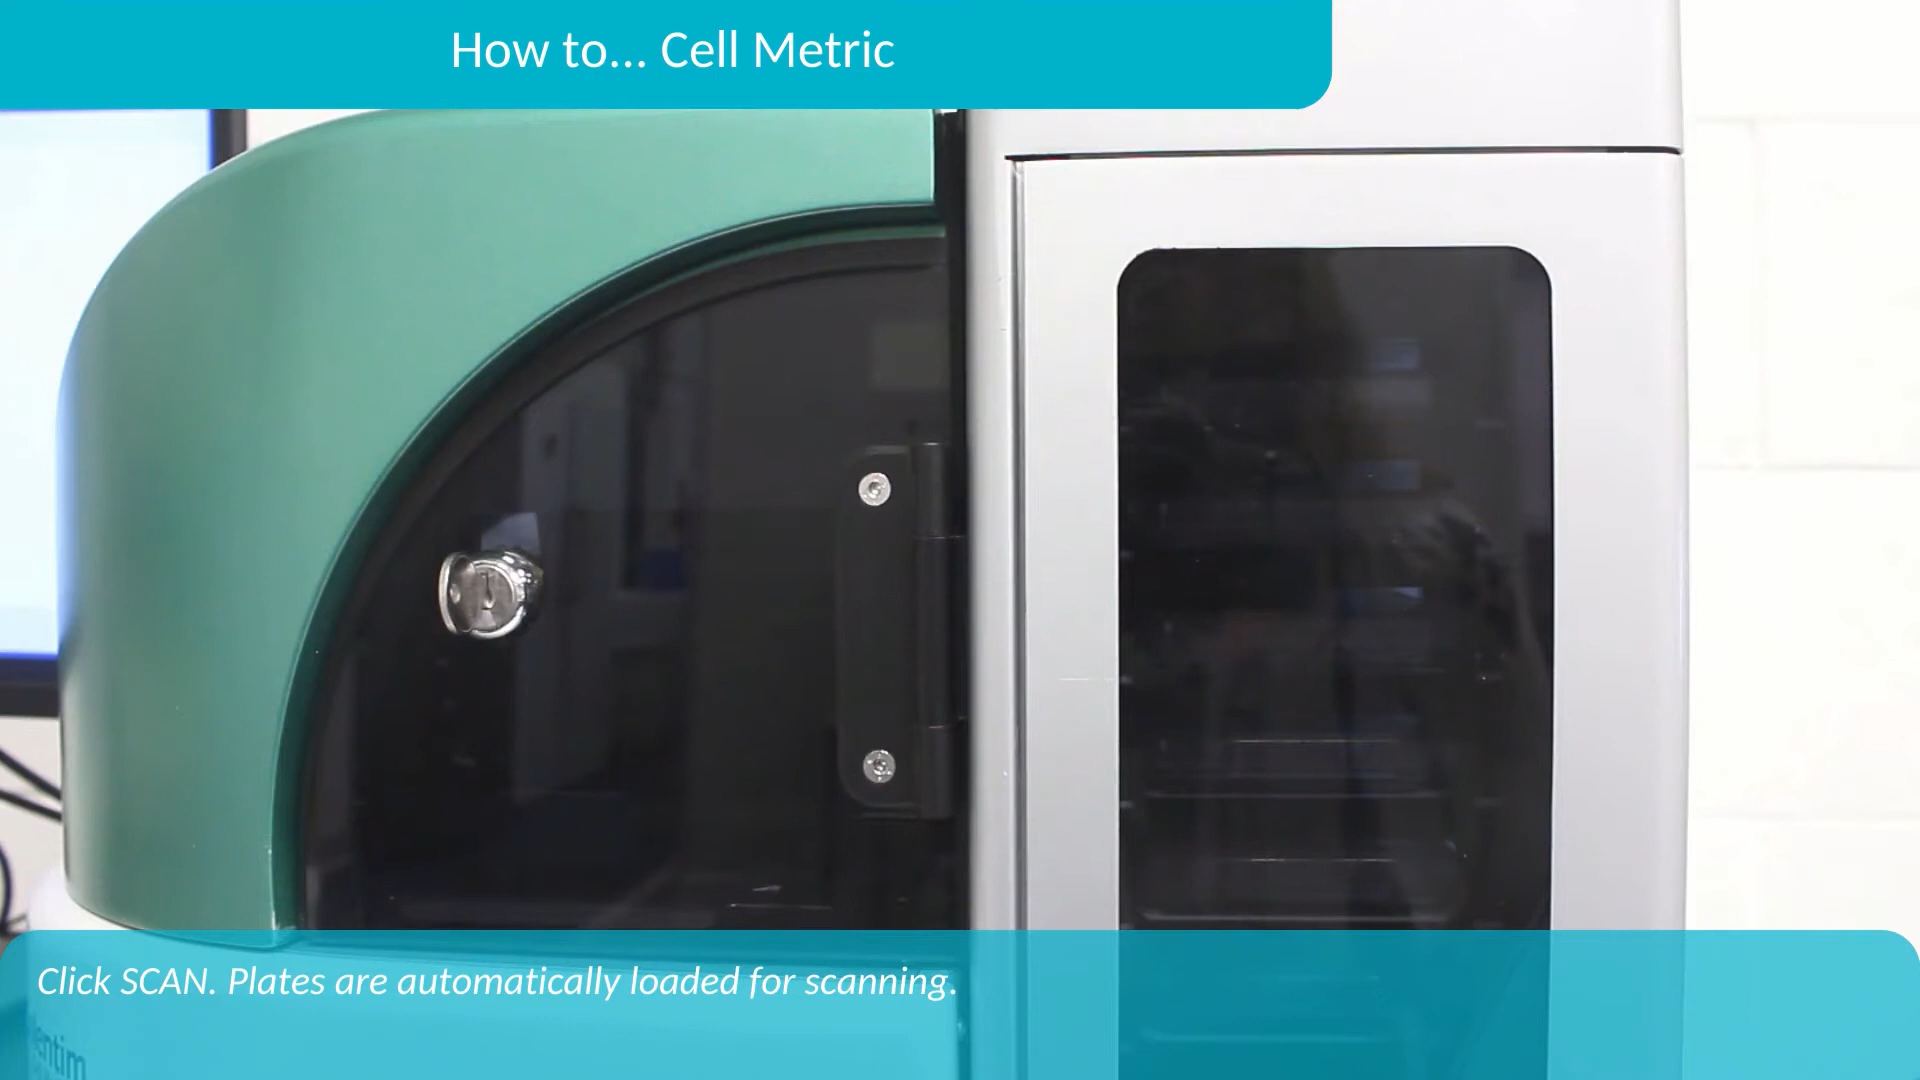 How to... Cell Metric
Click SCAN. Plates are automatically loaded for scanning.